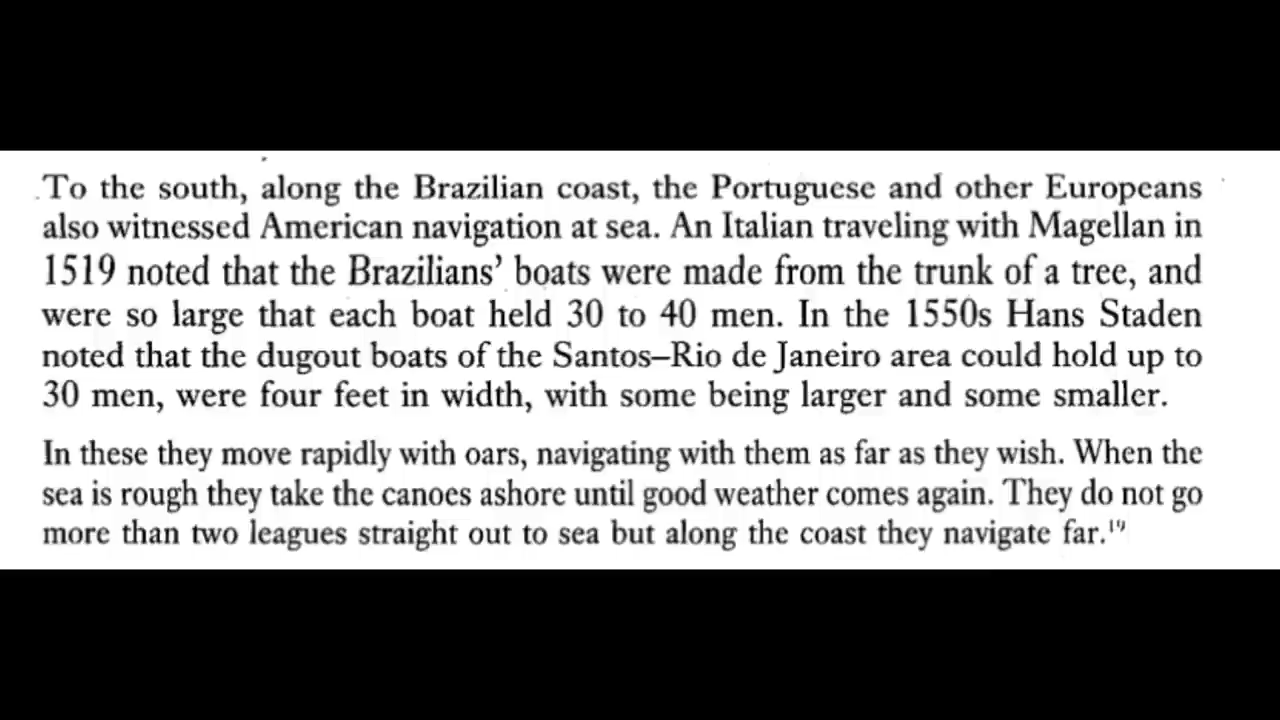 To the south, along the Brazilian coast, the Portuguese and other Europeans
also witnessed American navigation at sea. An Italian traveling with Magellan in
1519 noted that the Brazilians' boats were made from the trunk of a tree, and
were so large that each boat held 30 to 40 men. In the 1550s Hans Staden
noted that the dugout boats of the Santos–Rio de Janeiro area could hold up to
30 men, were four feet in width, with some being larger and some smaller.
In these they move rapidly with oars, navigating with them as far as they wish. When the
sea is rough they take the canoes ashore until good weather comes again. They do not go
more than two leagues straight out to sea but along the coast they navigate far.¹⁹